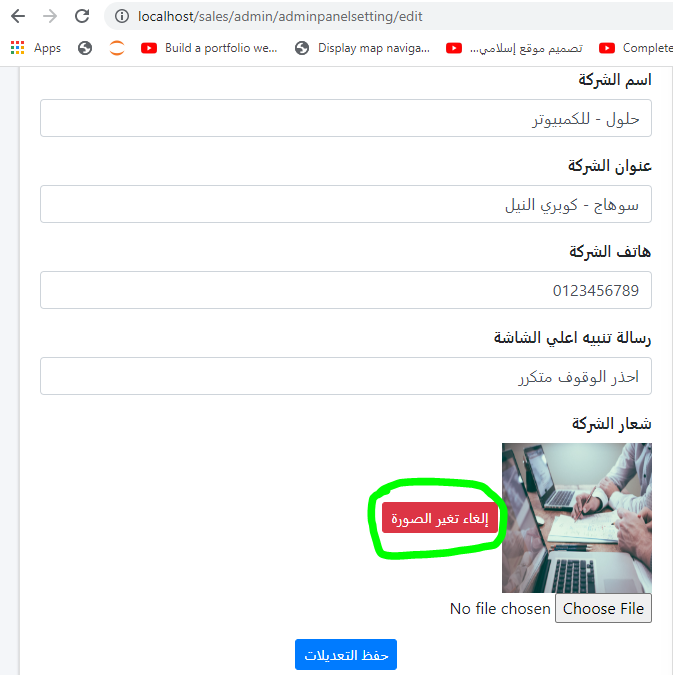 localhost/sales/admin/adminpanelsetting/edit
Apps
Build a portfolio we...
Display map naviga...
تصميم موقع إسلامي...
Complete
اسم الشركة
حلول - للكمبيوتر
عنوان الشركة
سوهاج - كوبري النيل
هاتف الشركة
0123456789
رسالة تنبيه اعلي الشاشة
احذر الوقوف متكرر
شعار الشركة
إلغاء تغير الصورة
Choose File No file chosen
حفظ التعديلات